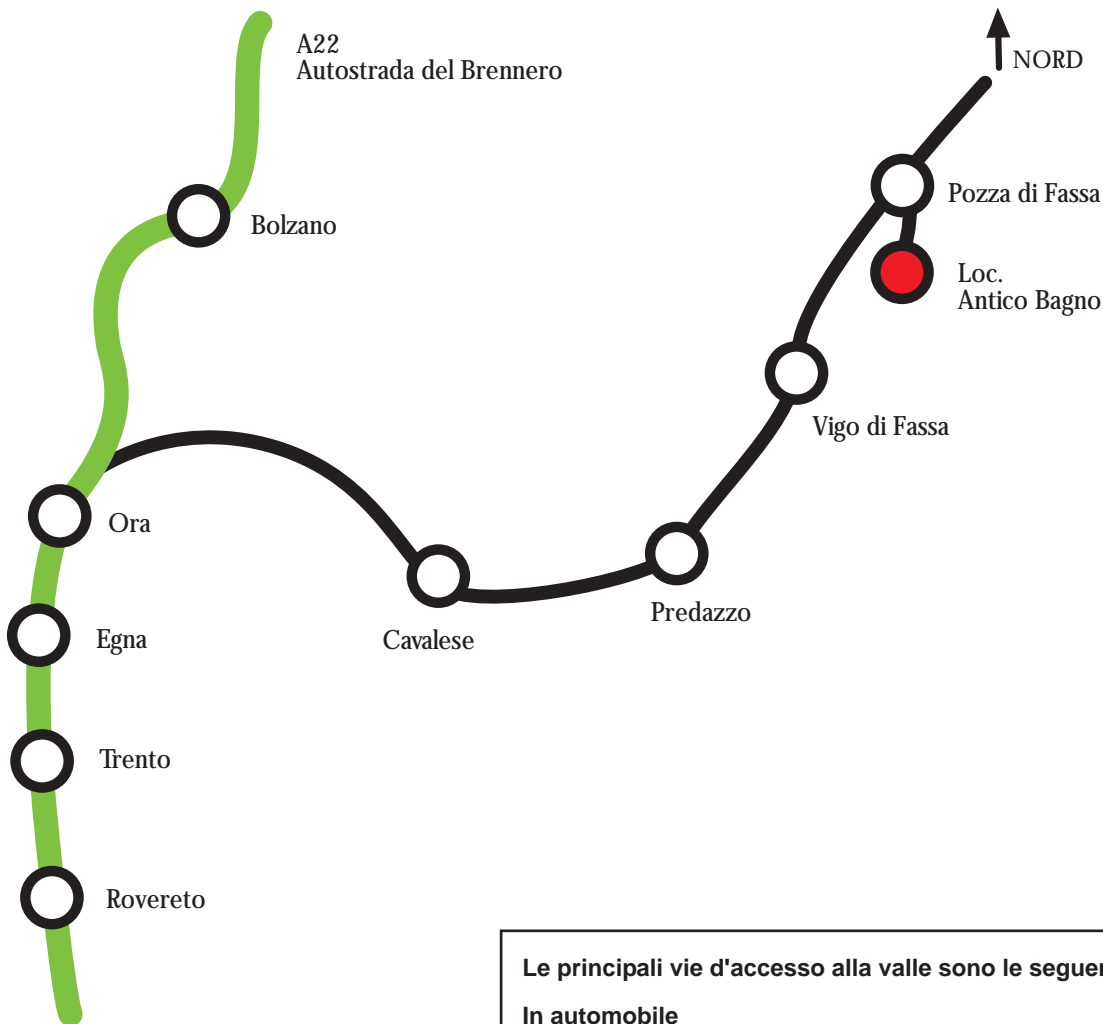 A22
Autostrada del Brennero
NORD
Pozza di Fassa
Bolzano
Loc.
Antico Bagno
Vigo di Fassa
Ora
Predazzo
Egna
Cavalese
Trento
Rovereto
Le principali vie d'accesso alla valle sono le
In automobile